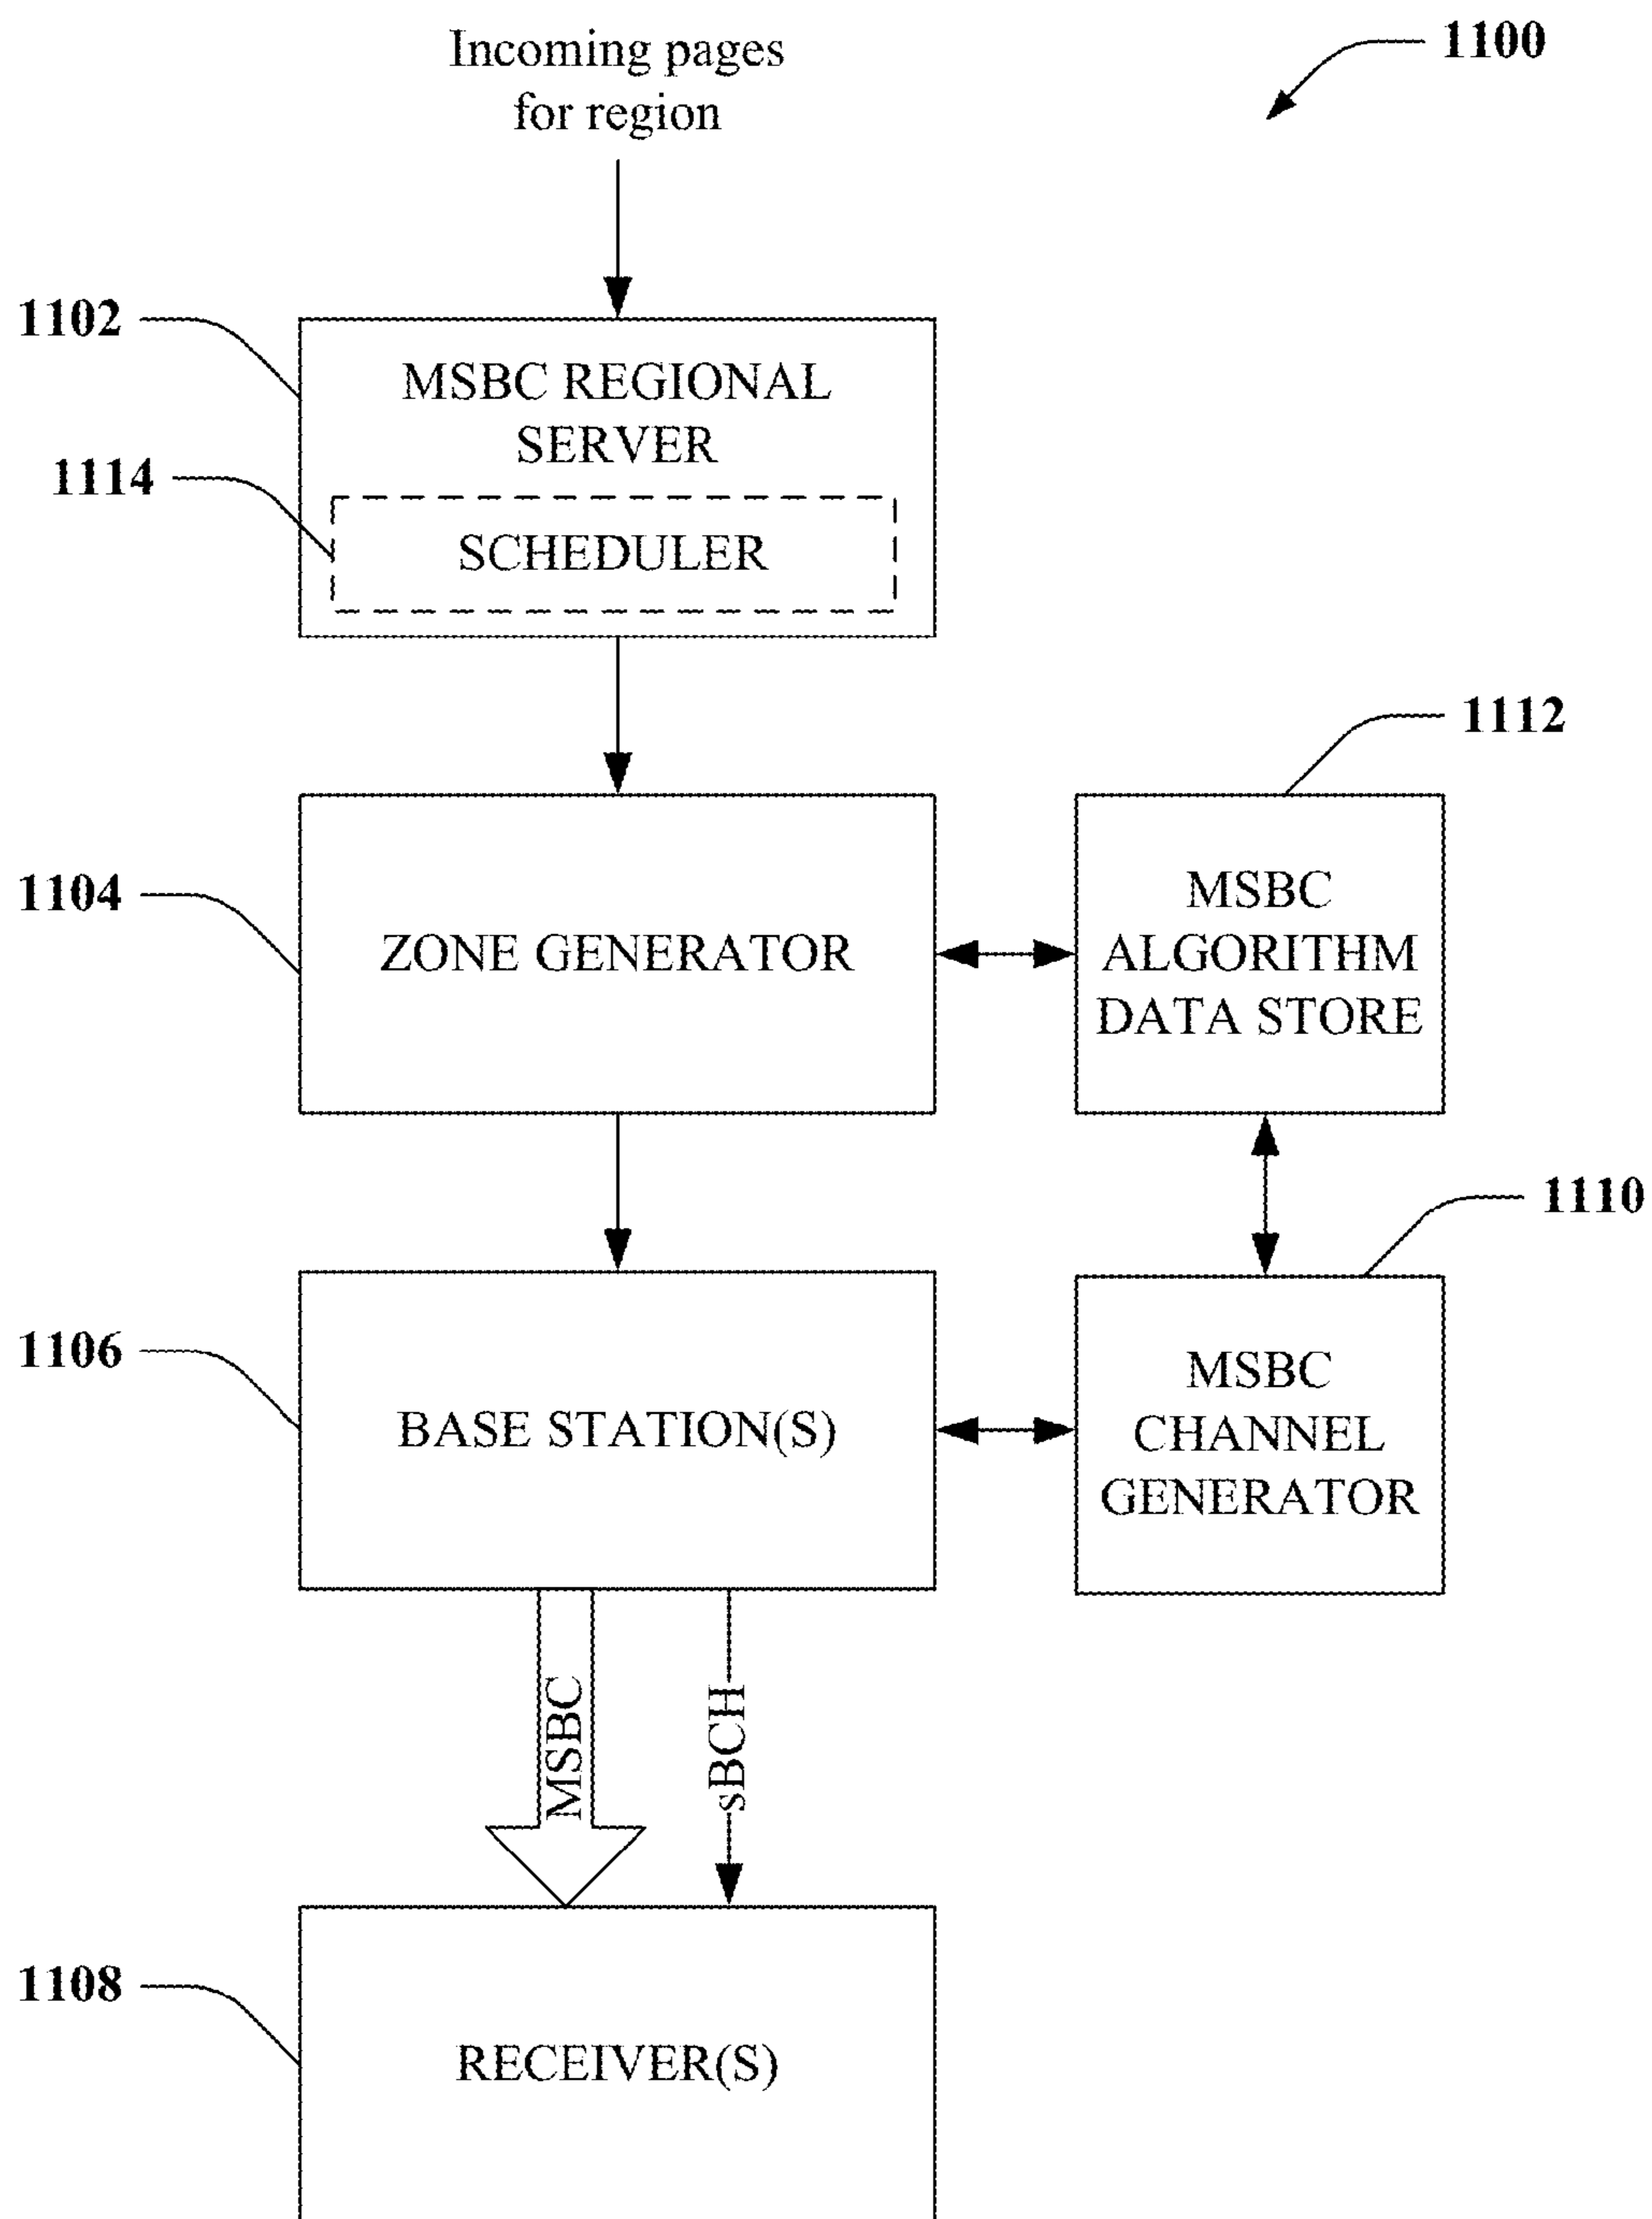 Incoming pages
for region
1100
1102
MSBC REGIONAL
SERVER
1114
SCHEDULER
1112
1104
ZONE GENERATOR
MSBC
ALGORITHM
DATA STORE
1110
1106
BASE STATION(S)
MSBC
CHANNEL
GENERATOR
MSBC
sBCH
1108
RECEIVER(S)